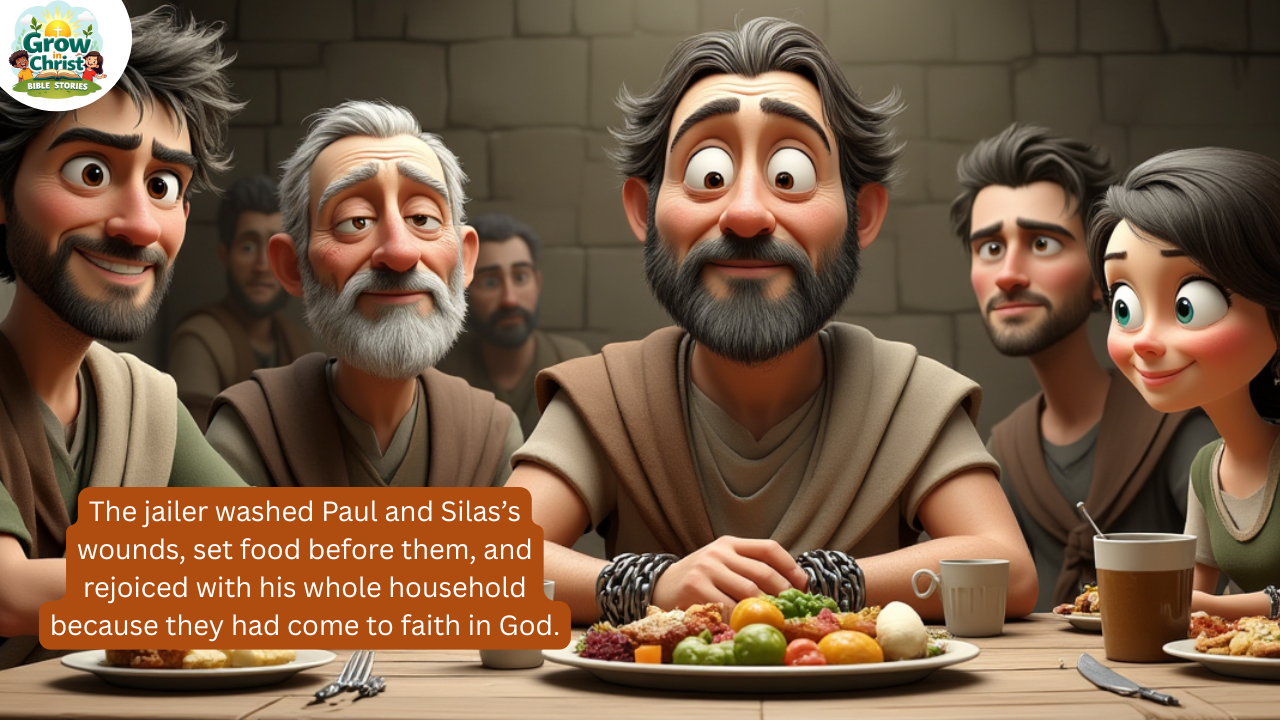 Grow
in
Christ
BIBLE STORIES
The jailer washed Paul and Silas’s
wounds, set food before them, and
rejoiced with his whole household
because they had come to faith in God.